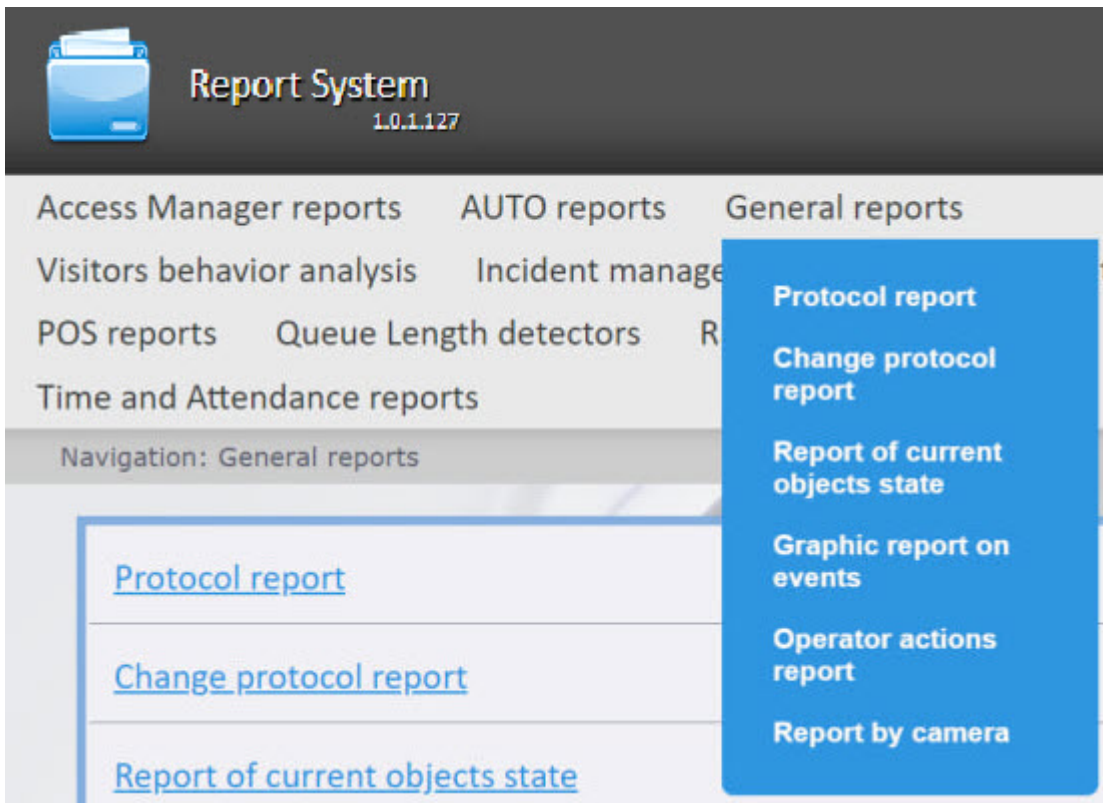 Report System
1.0.1.127
Access Manager reports AUTO reports General reports
Visitors behavior analysis Incident manage
POS reports Queue Length detectors R
Time and Attendance reports
Navigation: General reports
Protocol report
Change protocol
report
Report of current
objects state
Graphic report on
events
Operator actions
report
Report by camera
Protocol report
Change protocol report
Report of current objects state